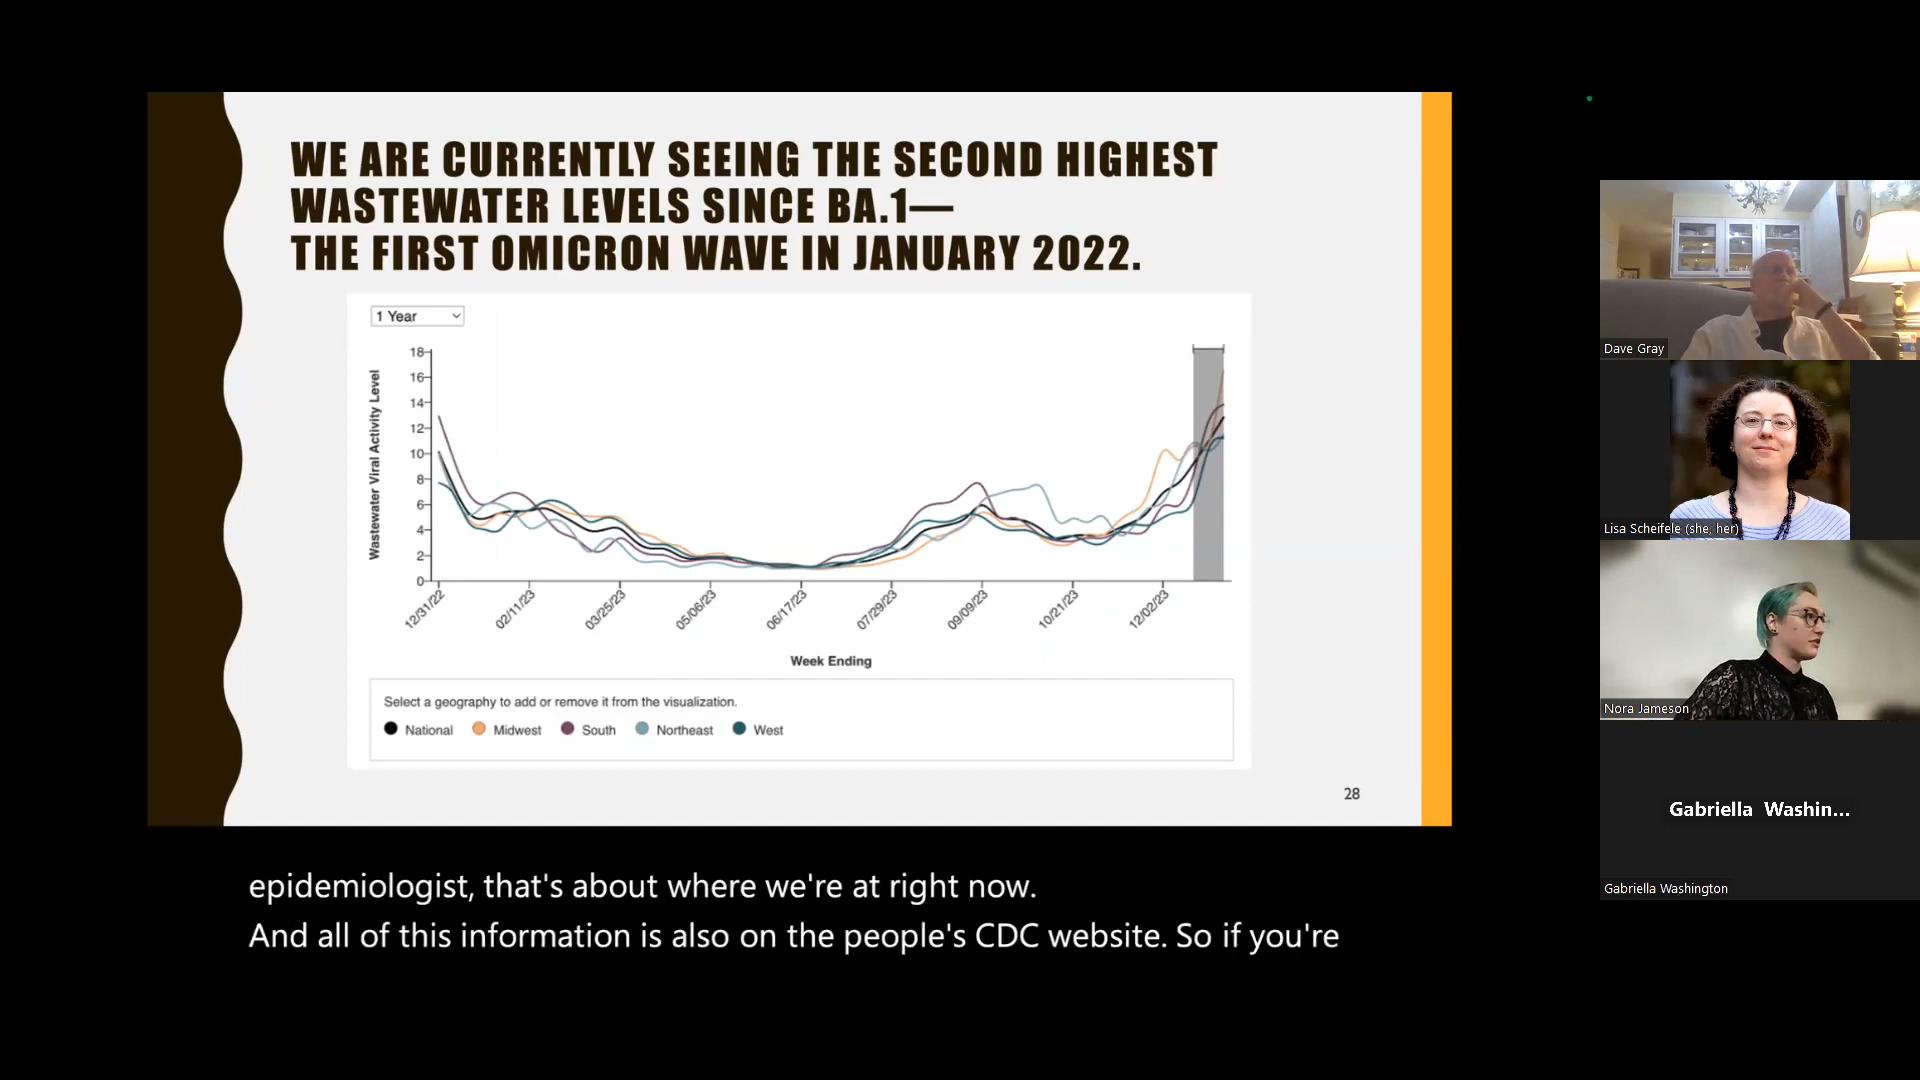 WE ARE CURRENTLY SEEING THE SECOND HIGHEST
WASTEWATER LEVELS SINCE BA.1—
THE FIRST OMICRON WAVE IN JANUARY 2022.
1 Year
Wastewater Viral Activity Level
18
16
14
12
10
8
6
4
2
0
12/31/22
02/11/23
03/25/23
05/06/23
06/17/23
07/29/23
09/09/23
10/21/23
12/02/23
Week Ending
Select a geography to add or remove it from the visualization.
National Midwest South Northeast West
28
epidemiologist, that's about where we're at right now.
And all of this information is also on the people's CDC website. So if you're
Dave Gray
Lisa Scheifele (she, her)
Nora Jameson
Gabriella Washin...
Gabriella Washington